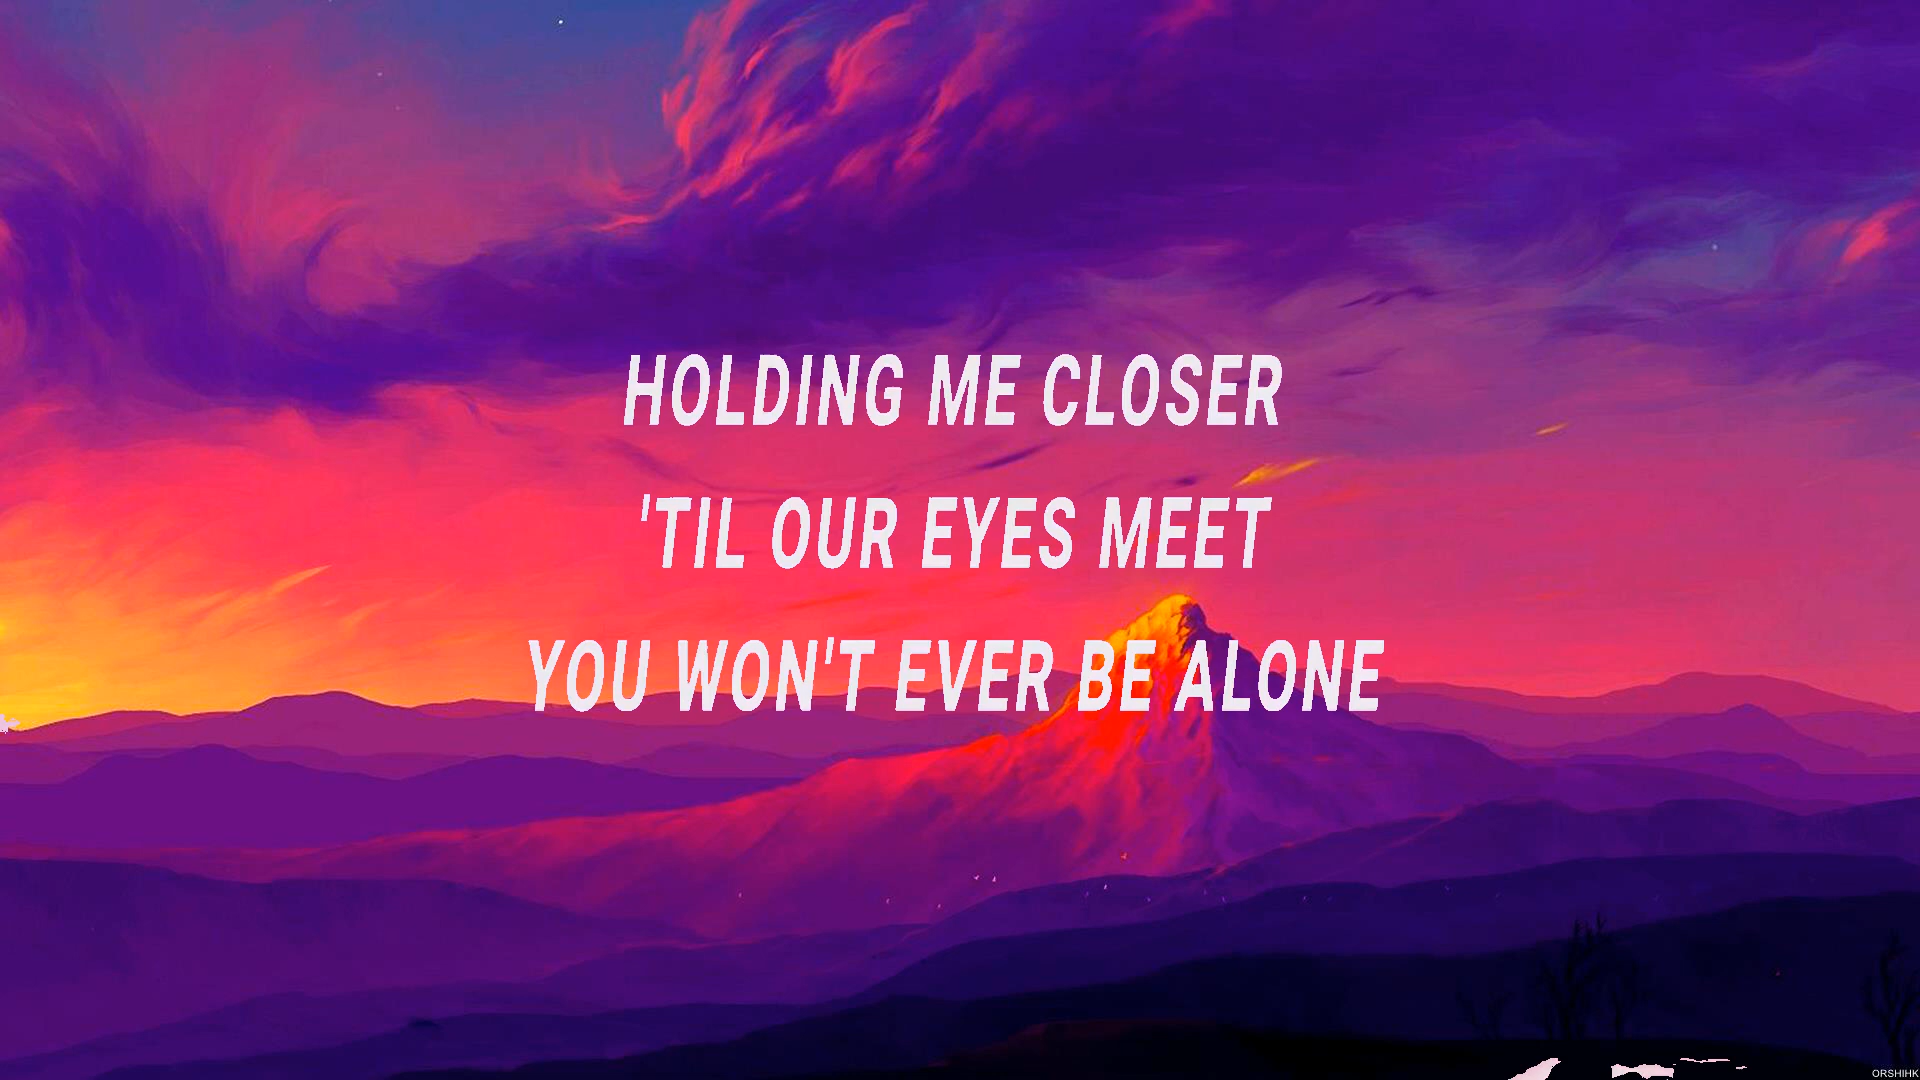 HOLDING ME CLOSER
'TIL OUR EYES MEET
YOU WON'T EVER BE ALONE
ORSHIHK